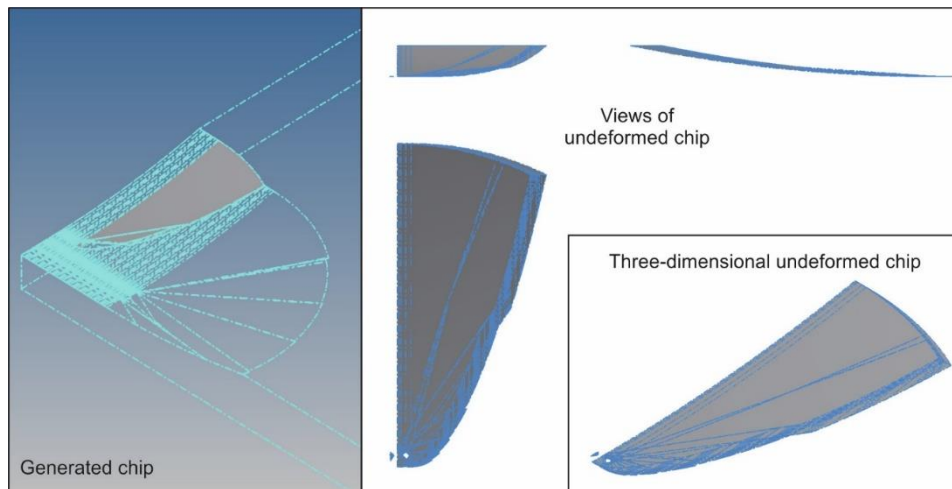 Generated chip
Views of
undeformed chip
Three-dimensional undeformed chip